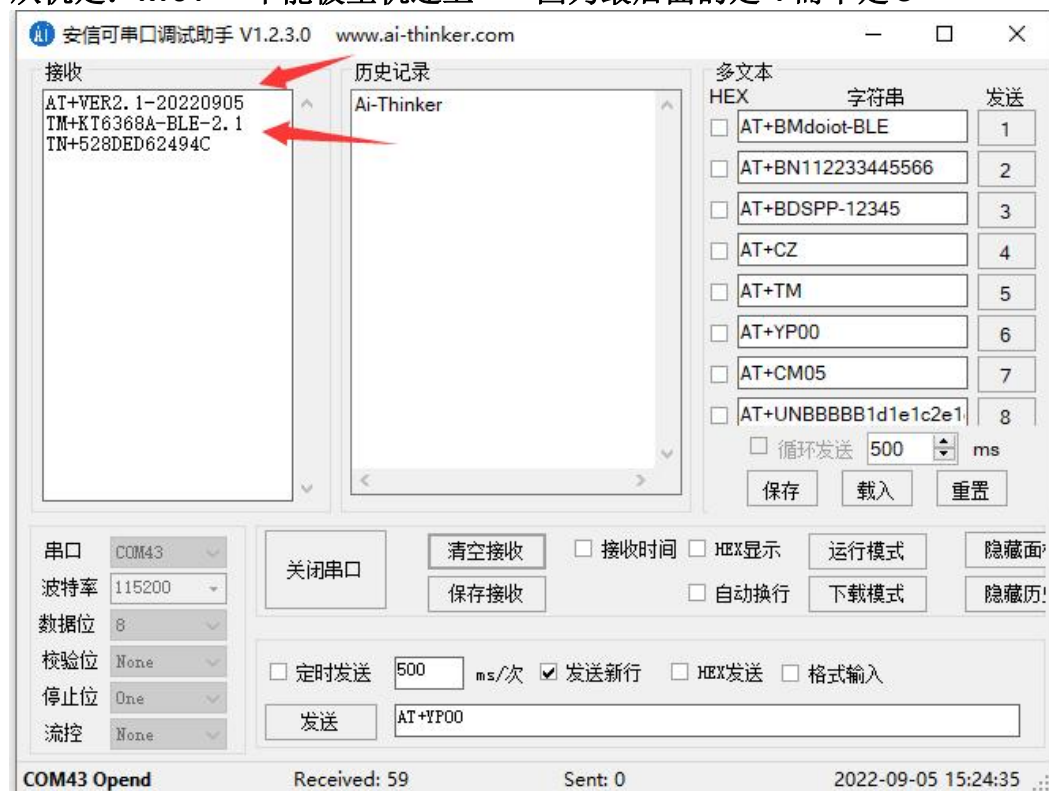 安信可串口调试助手 V1.2.3.0 www.ai-thinker.com
接收
AT+VER2.1-20220905
TM+KT6368A-BLE-2.1
TN+528DED62494C
历史记录
Ai-Thinker
多文本
HEX 字符串 发送
AT+BMdoiot-BLE 1
AT+BN112233445566 2
AT+BDSPP-12345 3
AT+CZ 4
AT+TM 5
AT+YP00 6
AT+CM05 7
AT+UNBBBBB1d1e1c2e1 8
循环发送 500 ms
保存 载入 重置
串口 COM43
波特率 115200
数据位 8
校验位 None
停止位 One
流控 None
关闭串口
清空接收 接收时间 HEX显示 运行模式 隐藏面
保存接收 自动换行 下载模式 隐藏历
定时发送 500 ms/次 发送新行 HEX发送 格式输入
发送 AT+YP00
COM43 Opend Received: 59 Sent: 0 2022-09-05 15:24:35